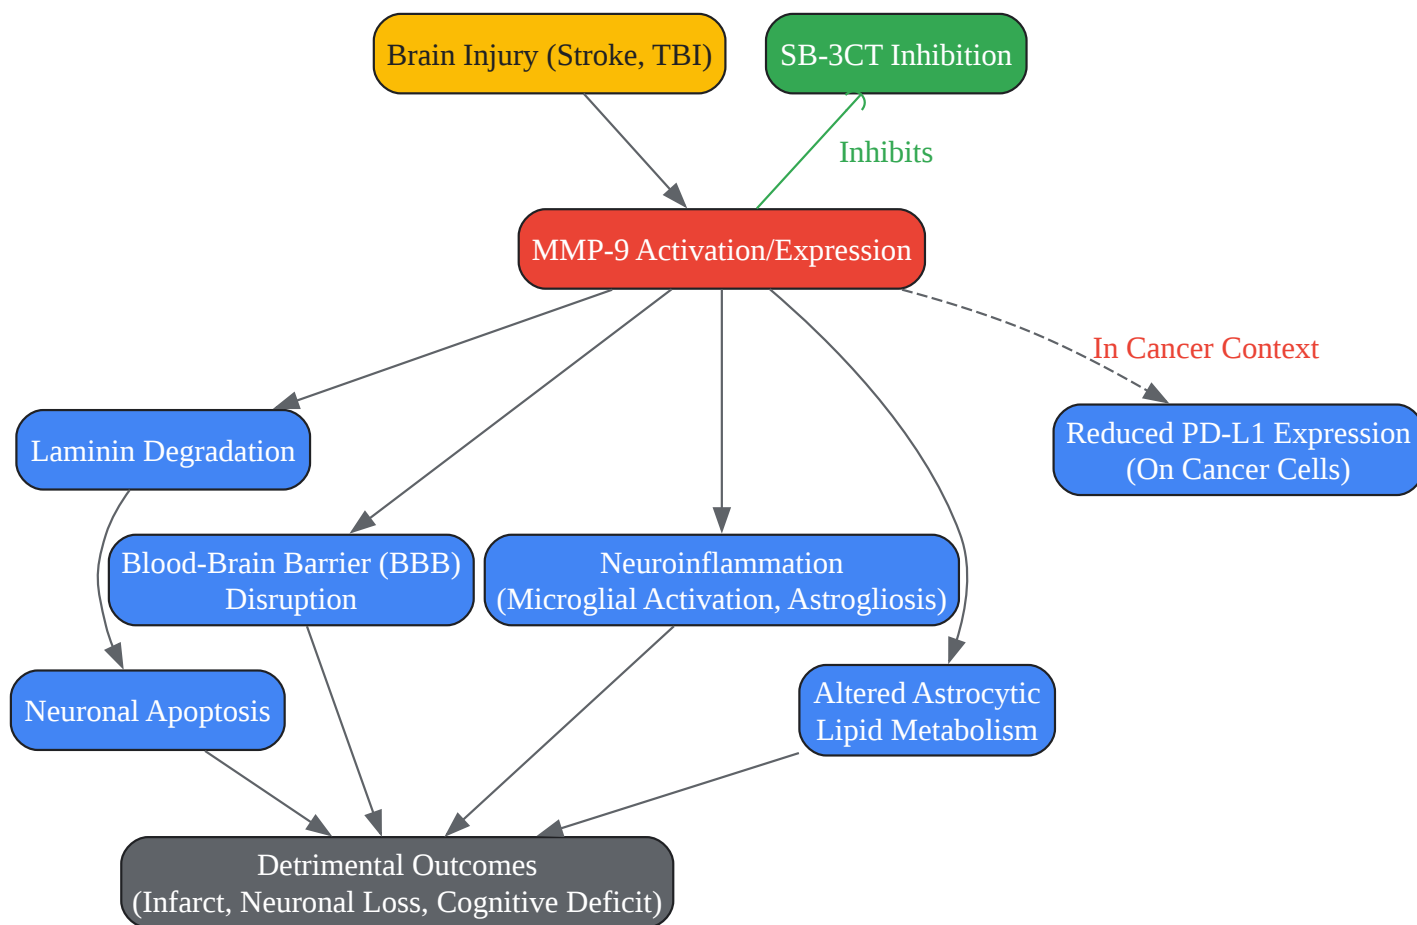 Brain Injury (Stroke, TBI)
SB-3CT Inhibition
Inhibits
MMP-9 Activation/Expression
In Cancer Context
Laminin Degradation
Reduced PD-L1 Expression
(On Cancer Cells)
Blood-Brain Barrier (BBB)
Disruption
Neuroinflammation
(Microglial Activation, Astrogliosis)
Neuronal Apoptosis
Altered Astrocytic
Lipid Metabolism
Detrimental Outcomes
(Infarct, Neuronal Loss, Cognitive Deficit)